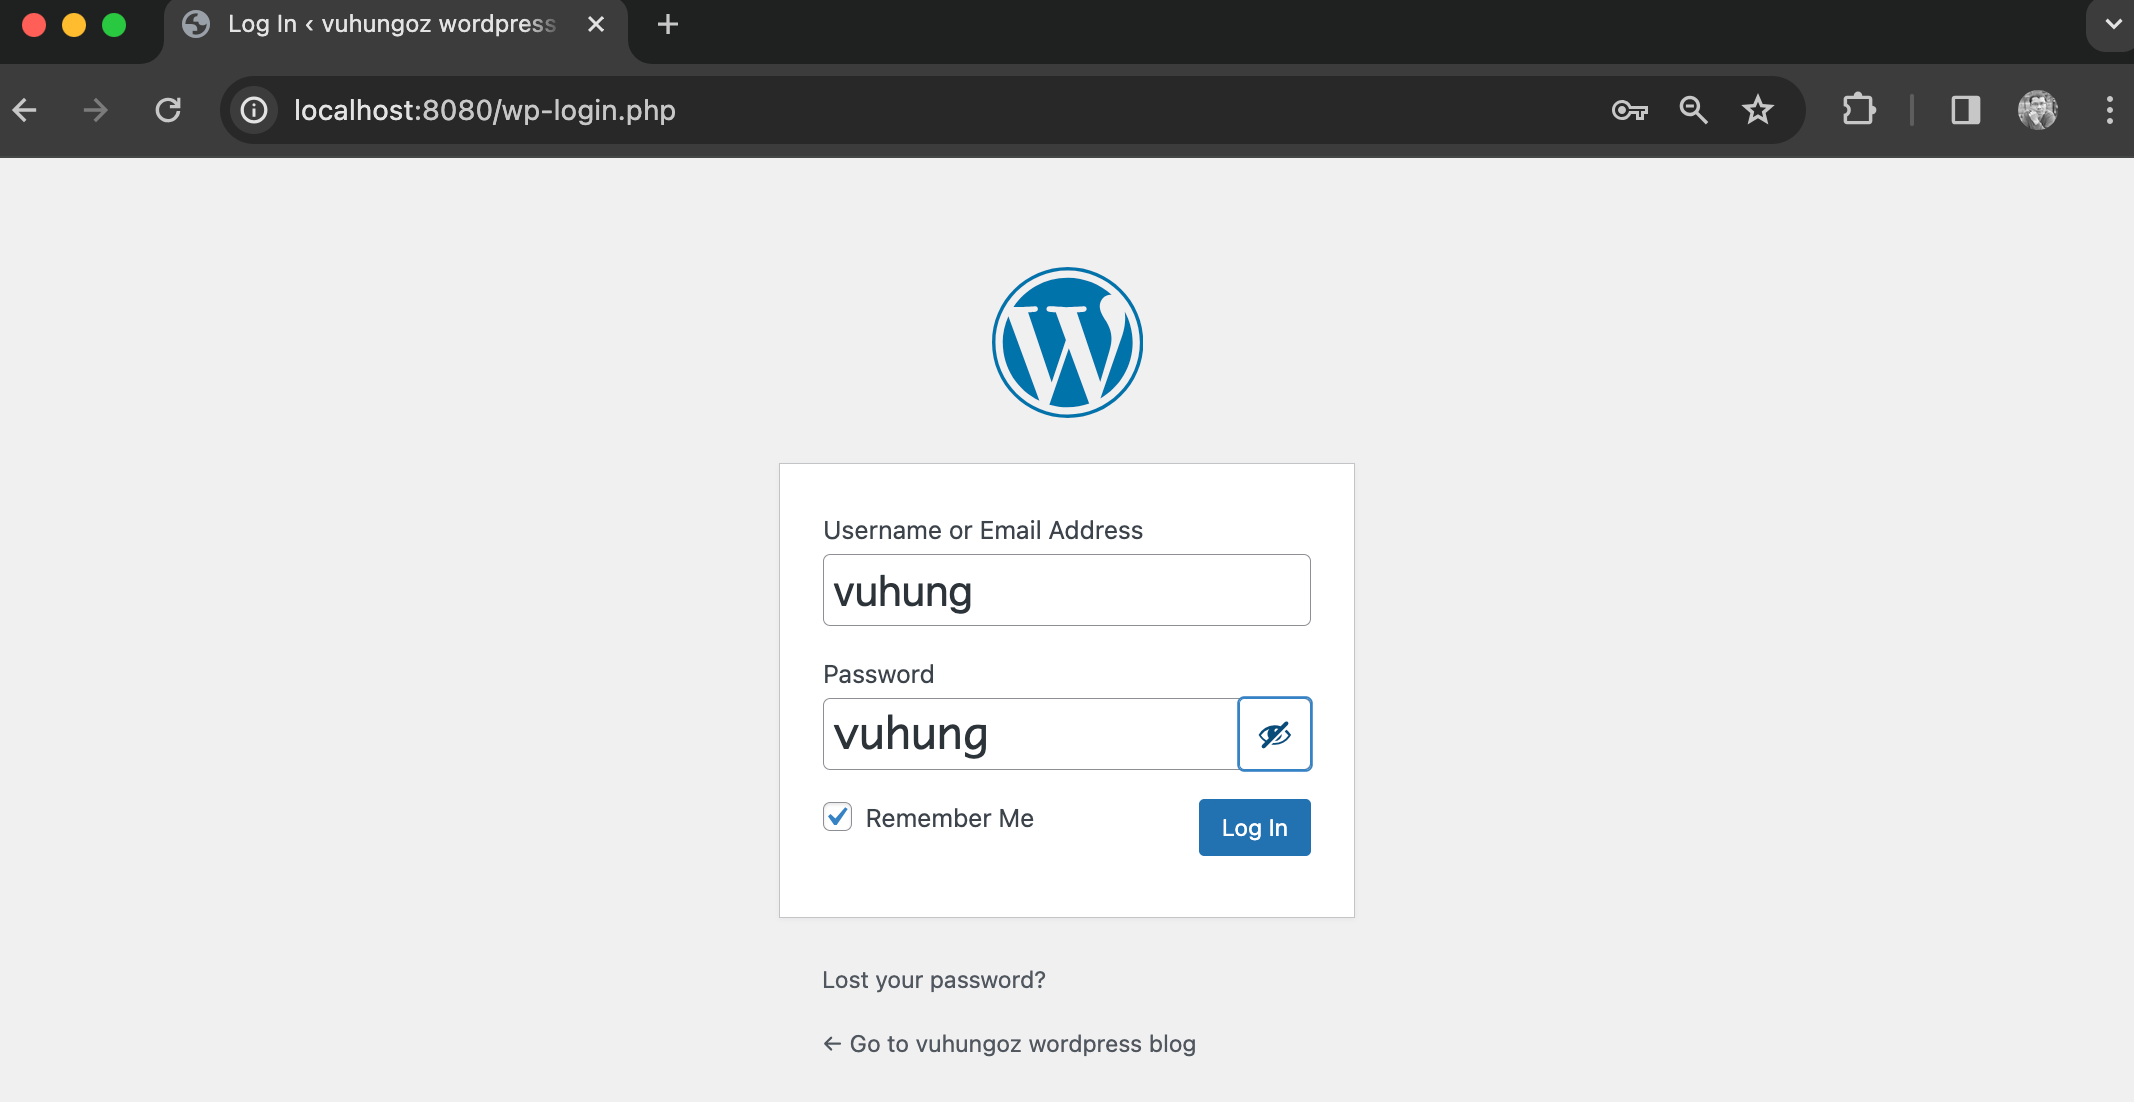 Log In ‹ vuhungoz wordpress
localhost:8080/wp-login.php
Username or Email Address
vuhung
Password
vuhung
Remember Me
Log In
Lost your password?
← Go to vuhungoz wordpress blog